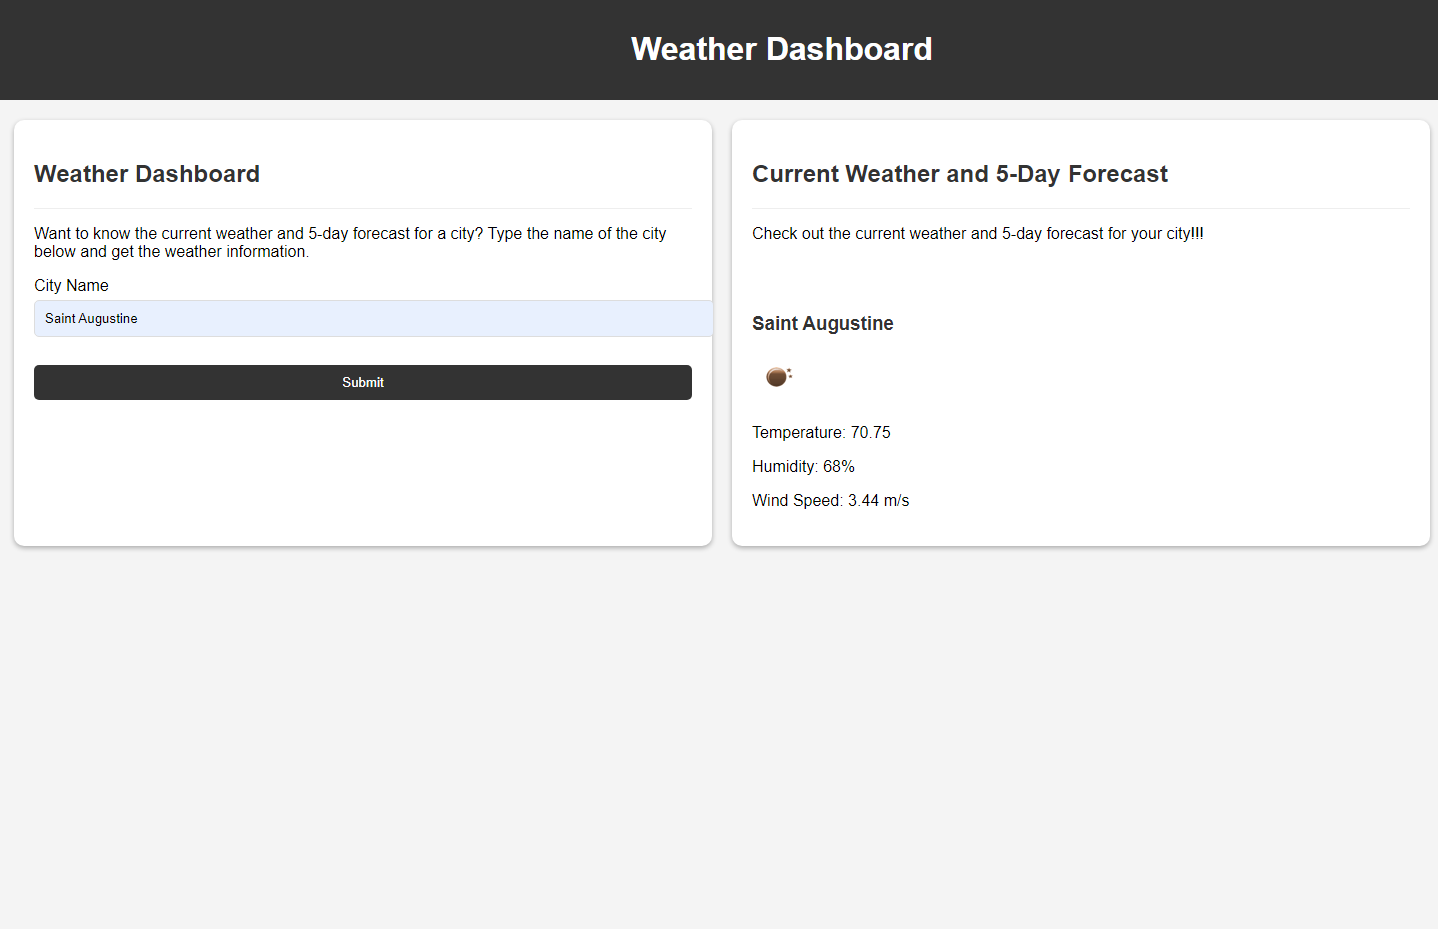 Weather Dashboard
Weather Dashboard
Want to know the current weather and 5-day forecast for a city? Type the name of the city
below and get the weather information.
City Name
Saint Augustine
Submit
Current Weather and 5-Day Forecast
Check out the current weather and 5-day forecast for your city!!!
Saint Augustine
Temperature: 70.75
Humidity: 68%
Wind Speed: 3.44 m/s